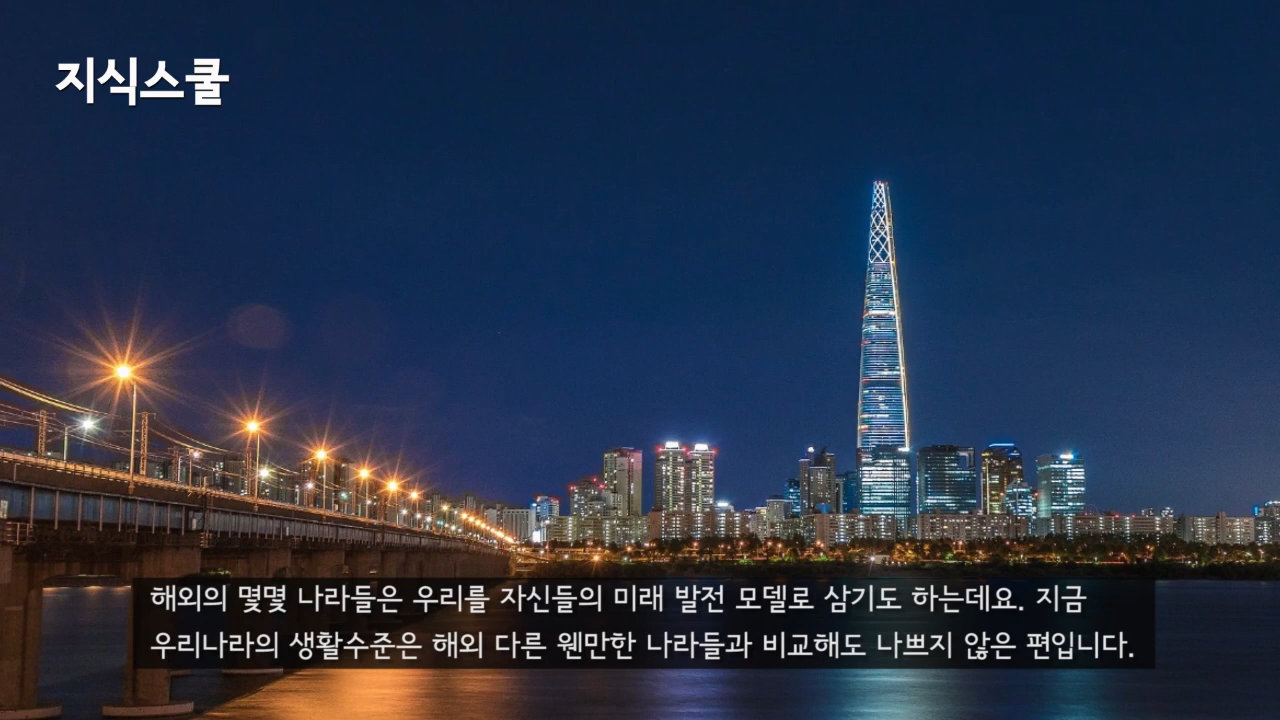 지식스쿨
해외의 몇몇 나라들은 우리를 자신들의 미래 발전 모델로 삼기도 하는데요. 지금
우리나라의 생활수준은 해외 다른 웬만한 나라들과 비교해도 나쁘지 않은 편입니다.